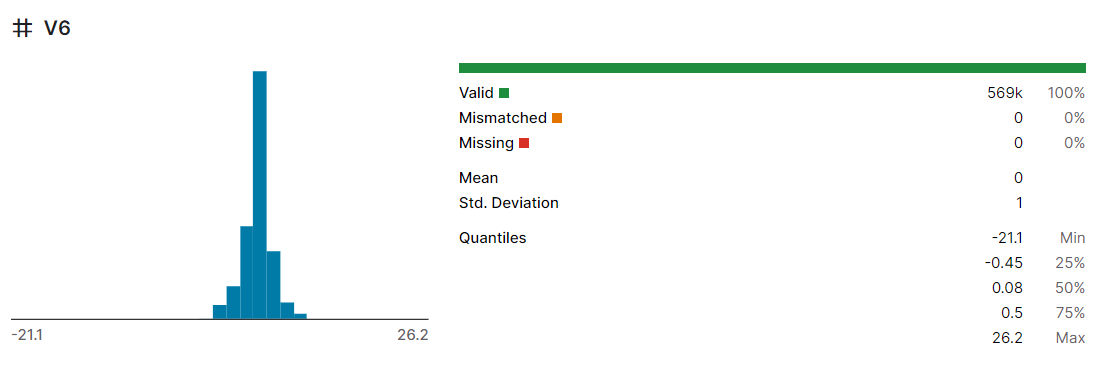 # V6
Valid 569k 100%
Mismatched 0 0%
Missing 0 0%
Mean 0
Std. Deviation 1
Quantiles -21.1 Min
-0.45 25%
0.08 50%
0.5 75%
26.2 Max
-21.1 26.2